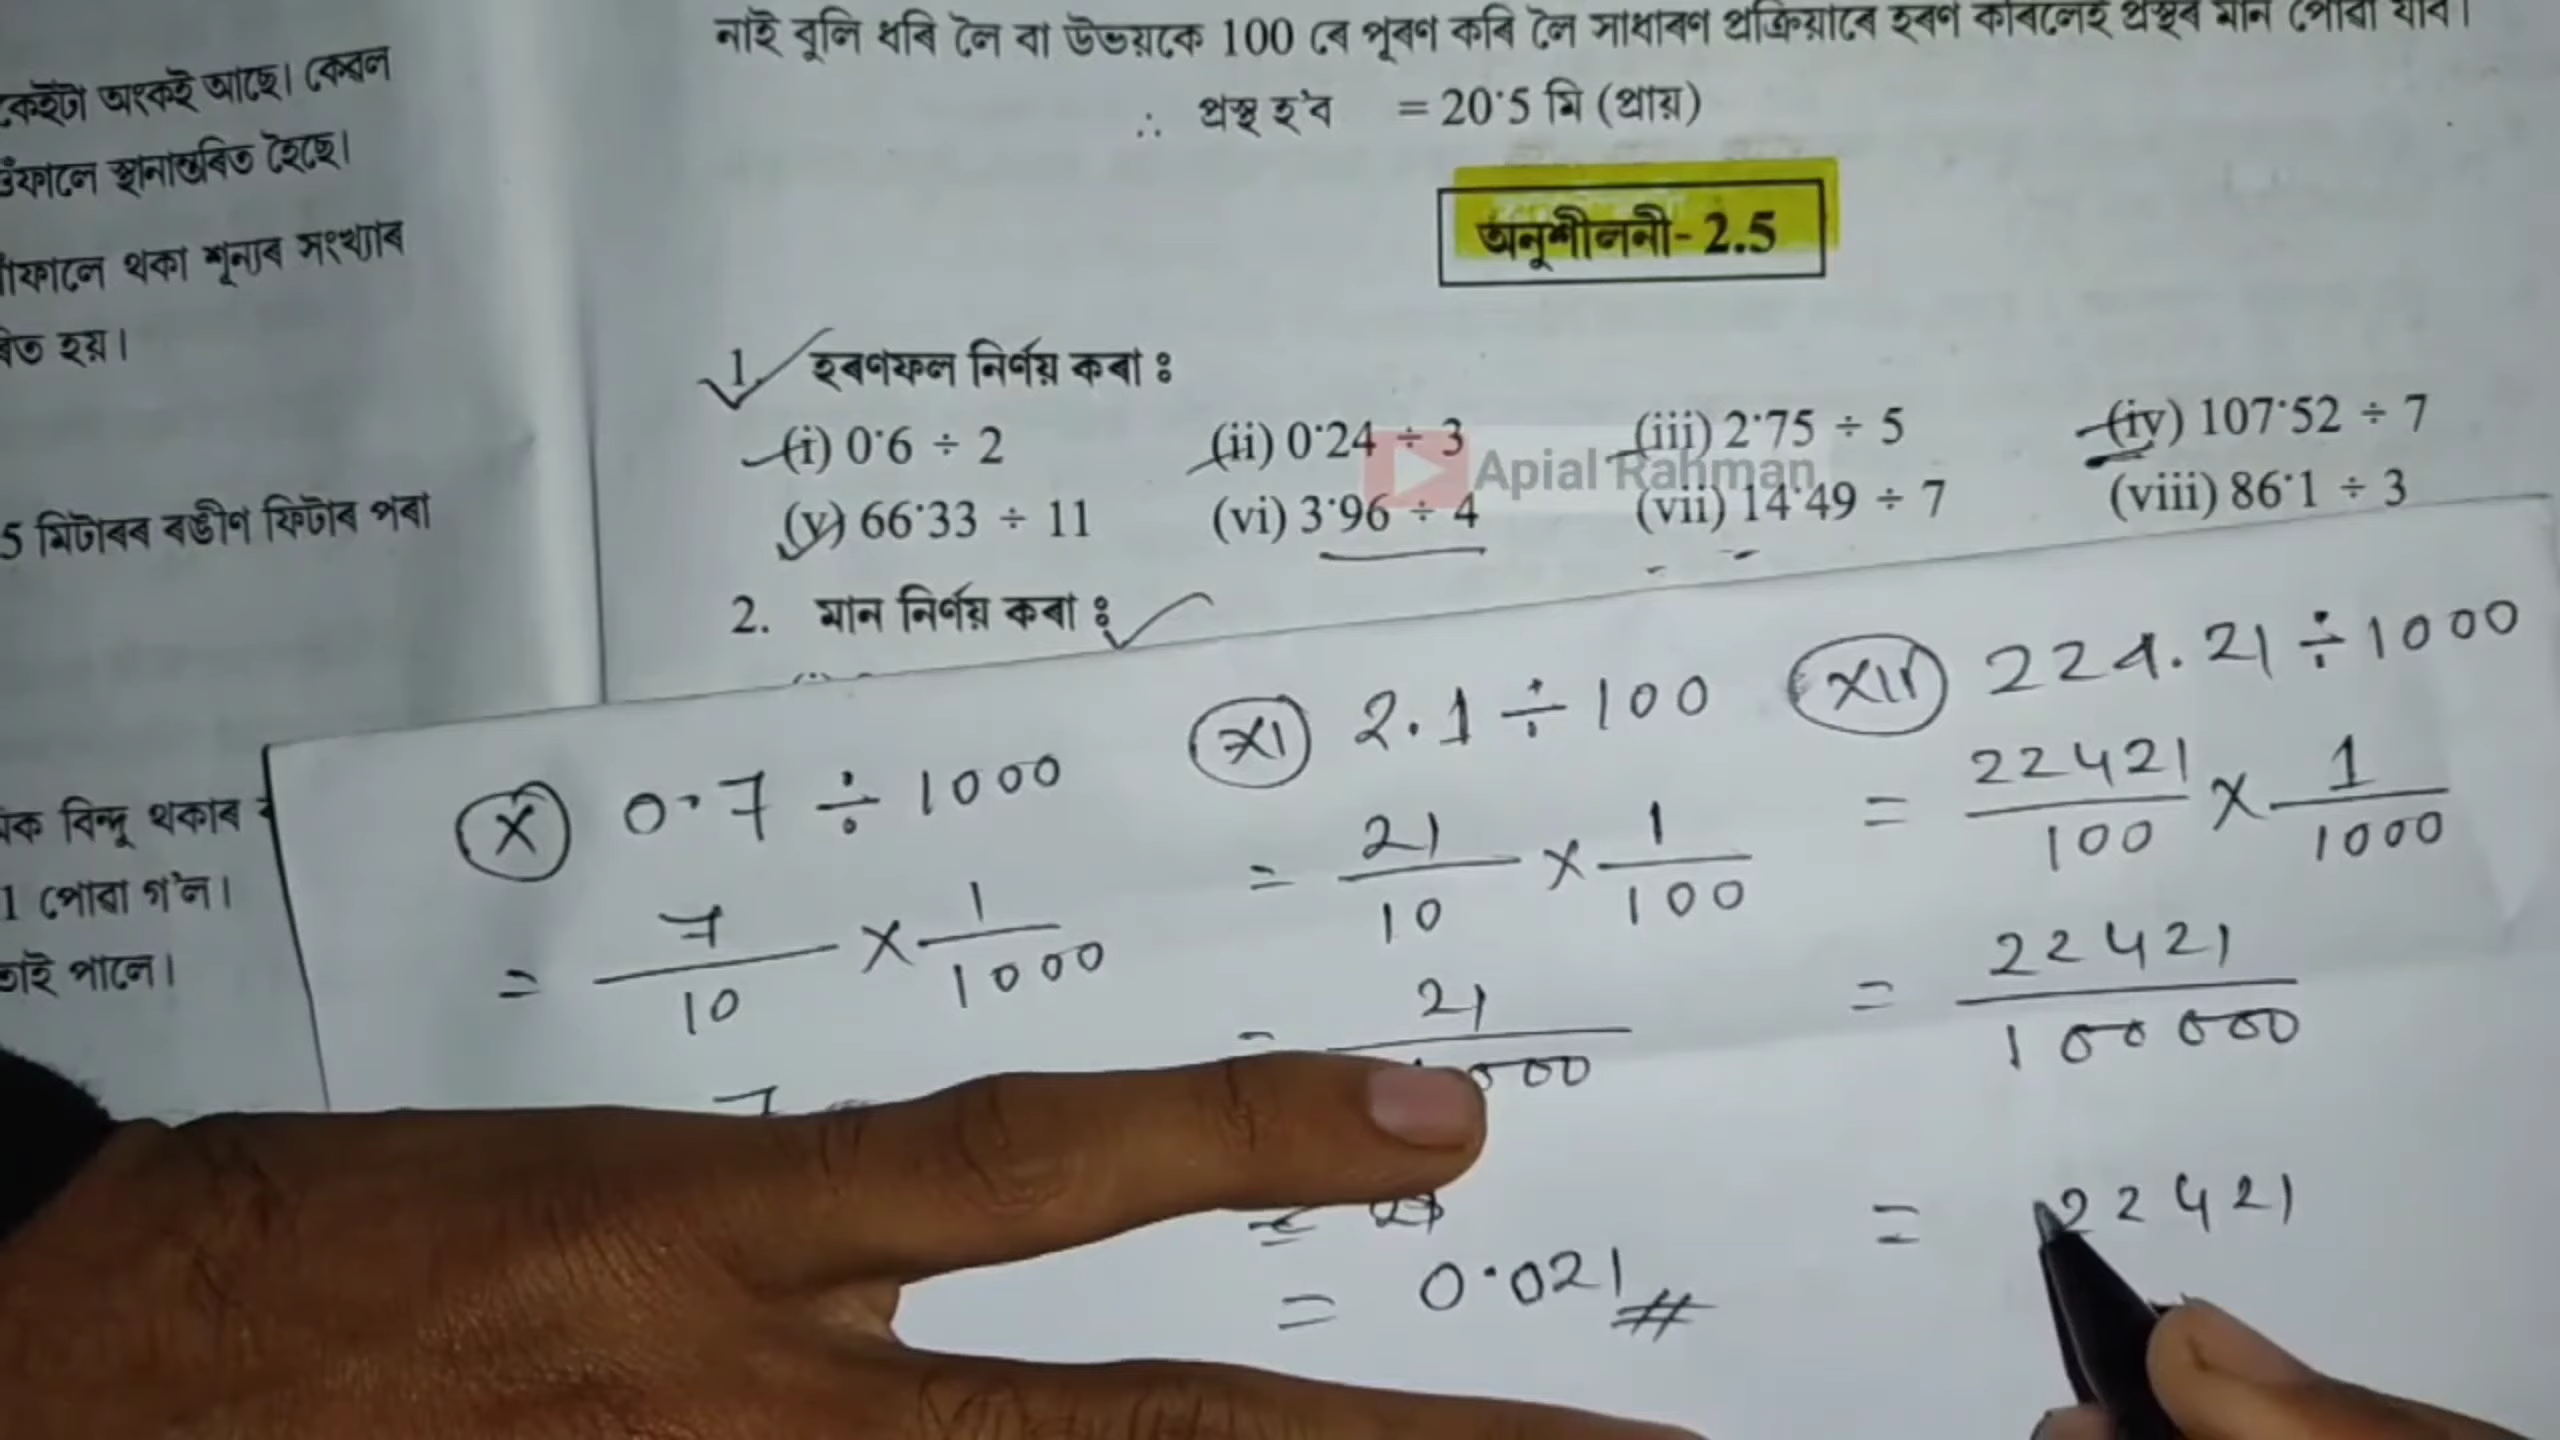 কেইটা অংকই আছে। কেৱল
স্থানান্তৰিত হৈছে।
থকা শূন্যৰ সংখ্যাৰ
হয়।
5 মিটাৰৰ ৰঙীণ ফিটাৰ পৰা
বিন্দু থকাৰ
1 পোৱা গ'ল।
পালে।
নাই বুলি ধৰি লৈ বা উভয়কে 100 ৰে পূৰণ কৰি লৈ সাধাৰণ প্ৰক্ৰিয়াৰে হৰণ কৰিলেই প্ৰস্থৰ মান পোৱা যাব।
∴ প্ৰস্থ হ'ব = 20·5 মি (প্ৰায়)
অনুশীলনী- 2.5
1. হৰণফল নিৰ্ণয় কৰা ঃ
(i) 0·6 ÷ 2 (ii) 0·24 ÷ 3 (iii) 2·75 ÷ 5 (iv) 107·52 ÷ 7
Apial Rahman
(v) 66·33 ÷ 11 (vi) 3·96 ÷ 4 (vii) 14·49 ÷ 7 (viii) 86·1 ÷ 3
2. মান নিৰ্ণয় কৰা ঃ
(X) 0.7 ÷ 1000
= 7/10 × 1/1000
7
(XI) 2.1 ÷ 100
= 21/10 × 1/100
= 21/1000
= 0.021 #
(XII) 224.21 ÷ 1000
= 22421/100 × 1/1000
= 22421/100000
= 22421